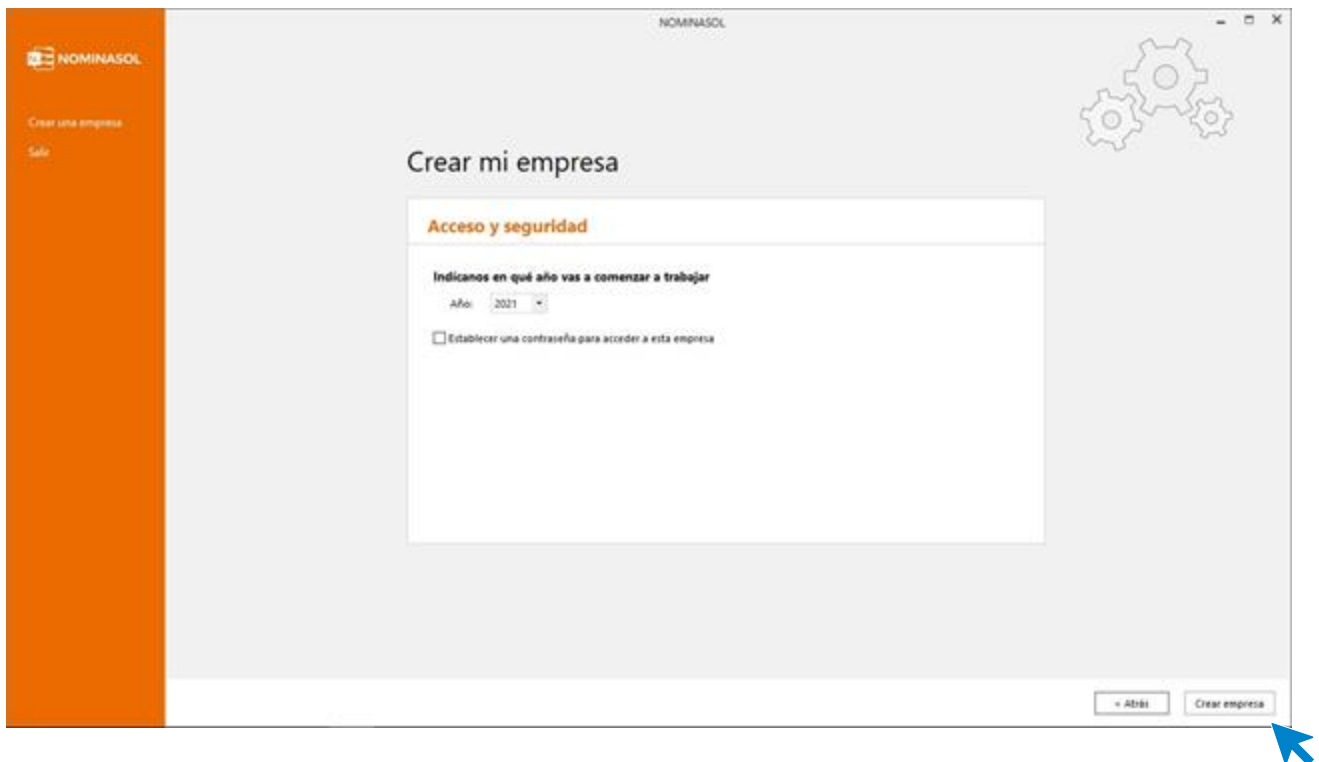 NOMINASOL
NOMINASOL
Crear una empresa
Salir
Crear mi empresa
Acceso y seguridad
Indícanos en qué año vas a comenzar a trabajar
Año: 2021
Establecer una contraseña para acceder a esta empresa
< Atrás Crear empresa